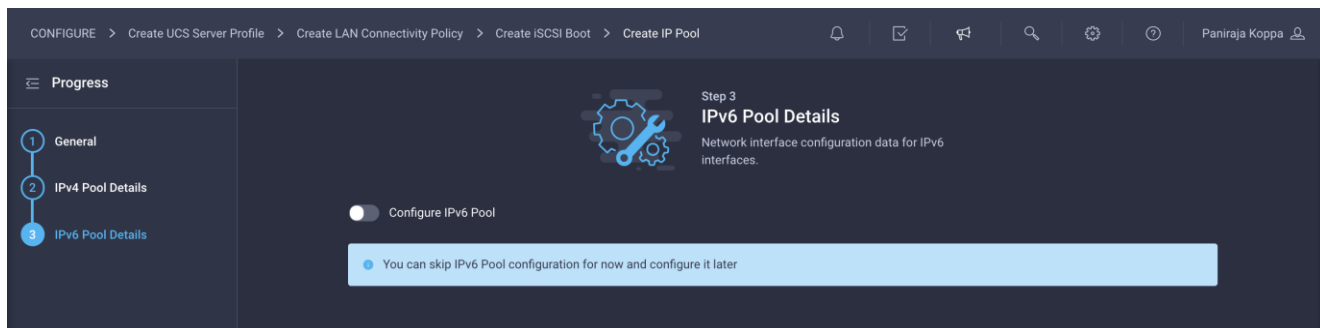 CONFIGURE > Create UCS Server Profile > Create LAN Connectivity Policy > Create iSCSI Boot > Create IP Pool Paniraja Koppa
Progress
1 General
2 IPv4 Pool Details
3 IPv6 Pool Details
Step 3
IPv6 Pool Details
Network interface configuration data for IPv6
interfaces.
Configure IPv6 Pool
You can skip IPv6 Pool configuration for now and configure it later